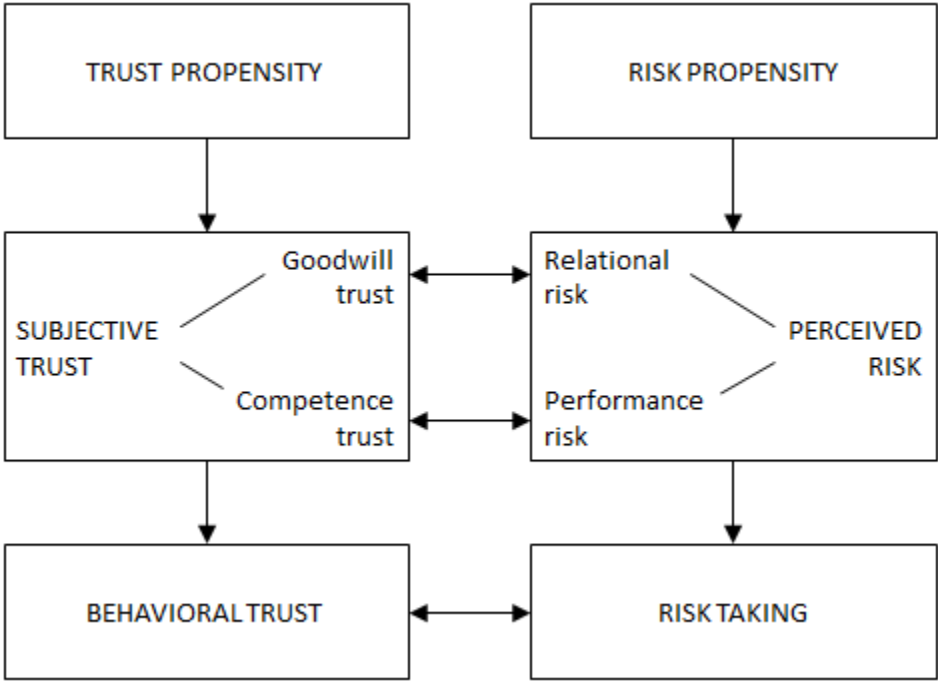 TRUST PROPENSITY
RISK PROPENSITY
Goodwill
trust
SUBJECTIVE
TRUST
Competence
trust
Relational
risk
PERCEIVED
RISK
Performance
risk
BEHAVIORAL TRUST
RISK TAKING